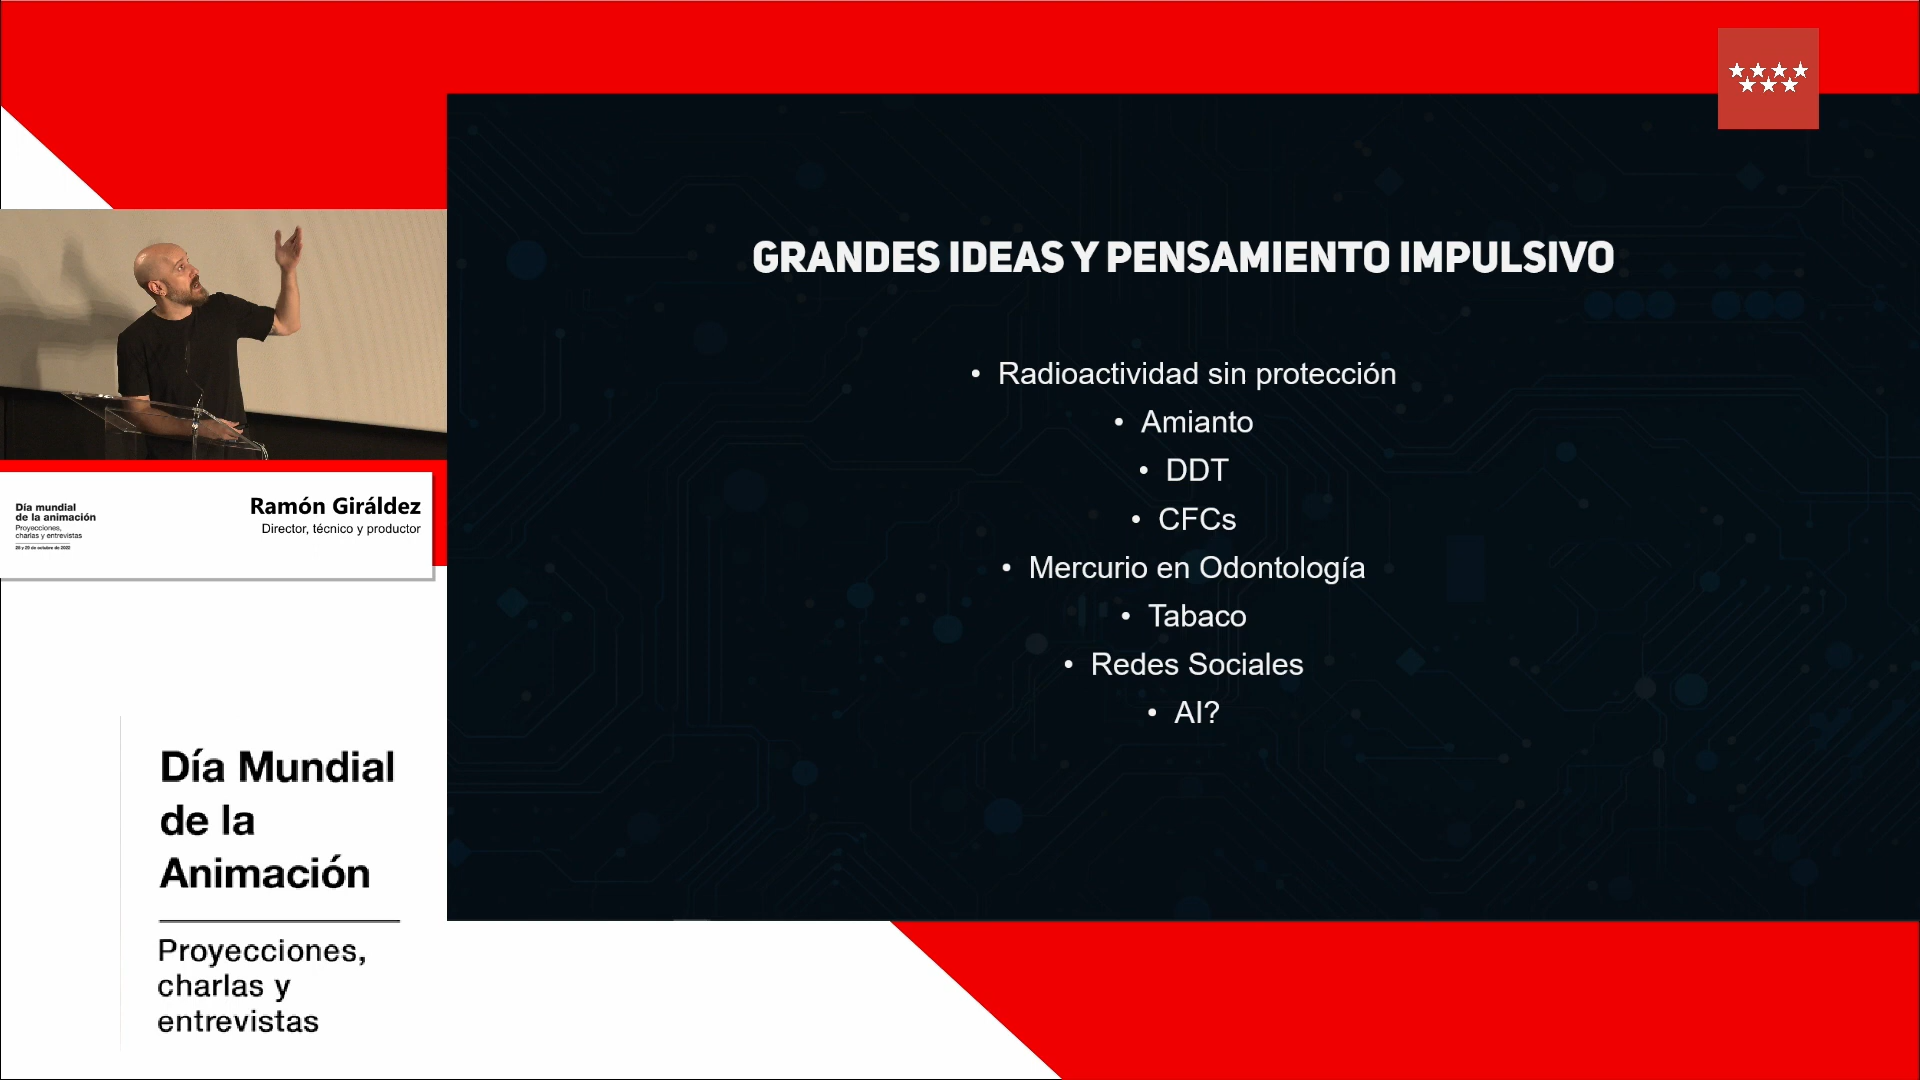 GRANDES IDEAS Y PENSAMIENTO IMPULSIVO
• Radioactividad sin protección
• Amianto
• DDT
• CFCs
• Mercurio en Odontología
• Tabaco
• Redes Sociales
• AI?
Día mundial
de la animación
Proyecciones,
charlas y entrevistas
Ramón Giráldez
Director, técnico y productor
Día Mundial
de la
Animación
Proyecciones,
charlas y
entrevistas